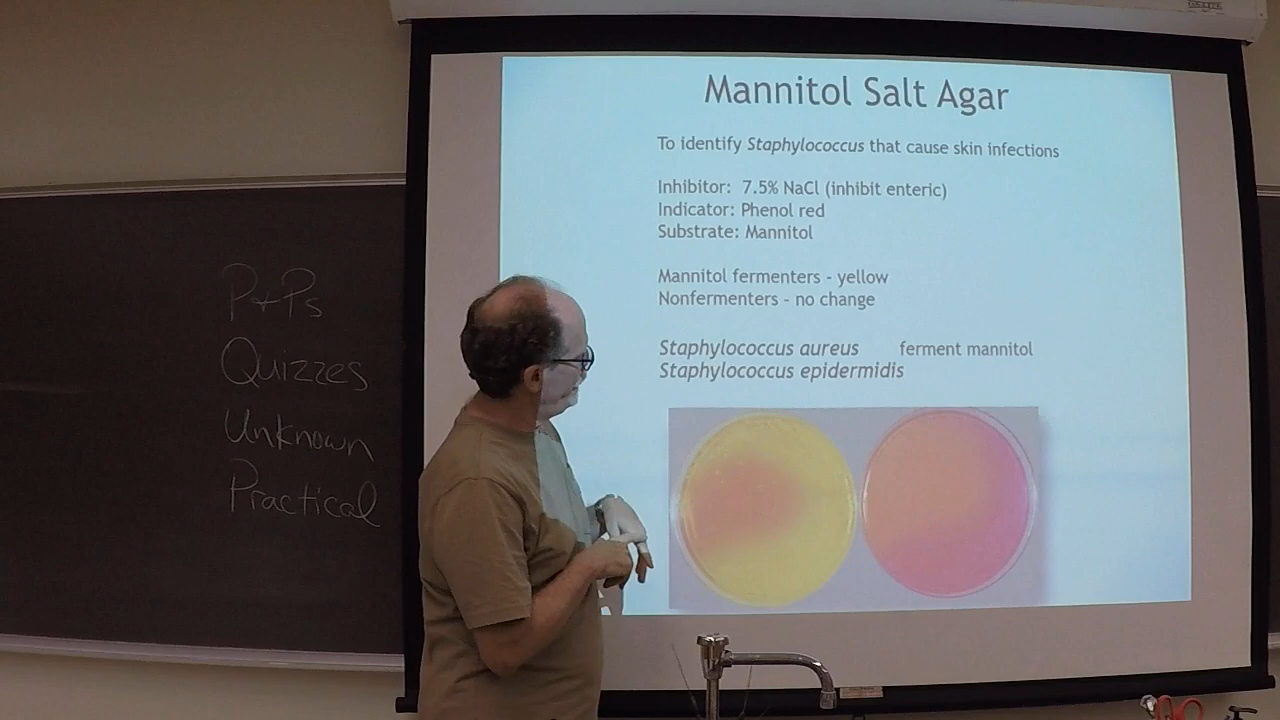 P+Ps
Quizzes
Unknown
Practical
Mannitol Salt Agar
To identify Staphylococcus that cause skin infections
Inhibitor: 7.5% NaCl (inhibit enteric)
Indicator: Phenol red
Substrate: Mannitol
Mannitol fermenters - yellow
Nonfermenters - no change
Staphylococcus aureus ferment mannitol
Staphylococcus epidermidis